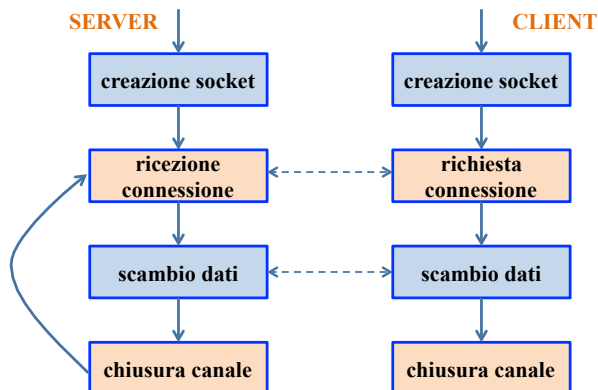 SERVER
CLIENT
creazione socket
creazione socket
ricezione
connessione
richiesta
connessione
scambio dati
scambio dati
chiusura canale
chiusura canale